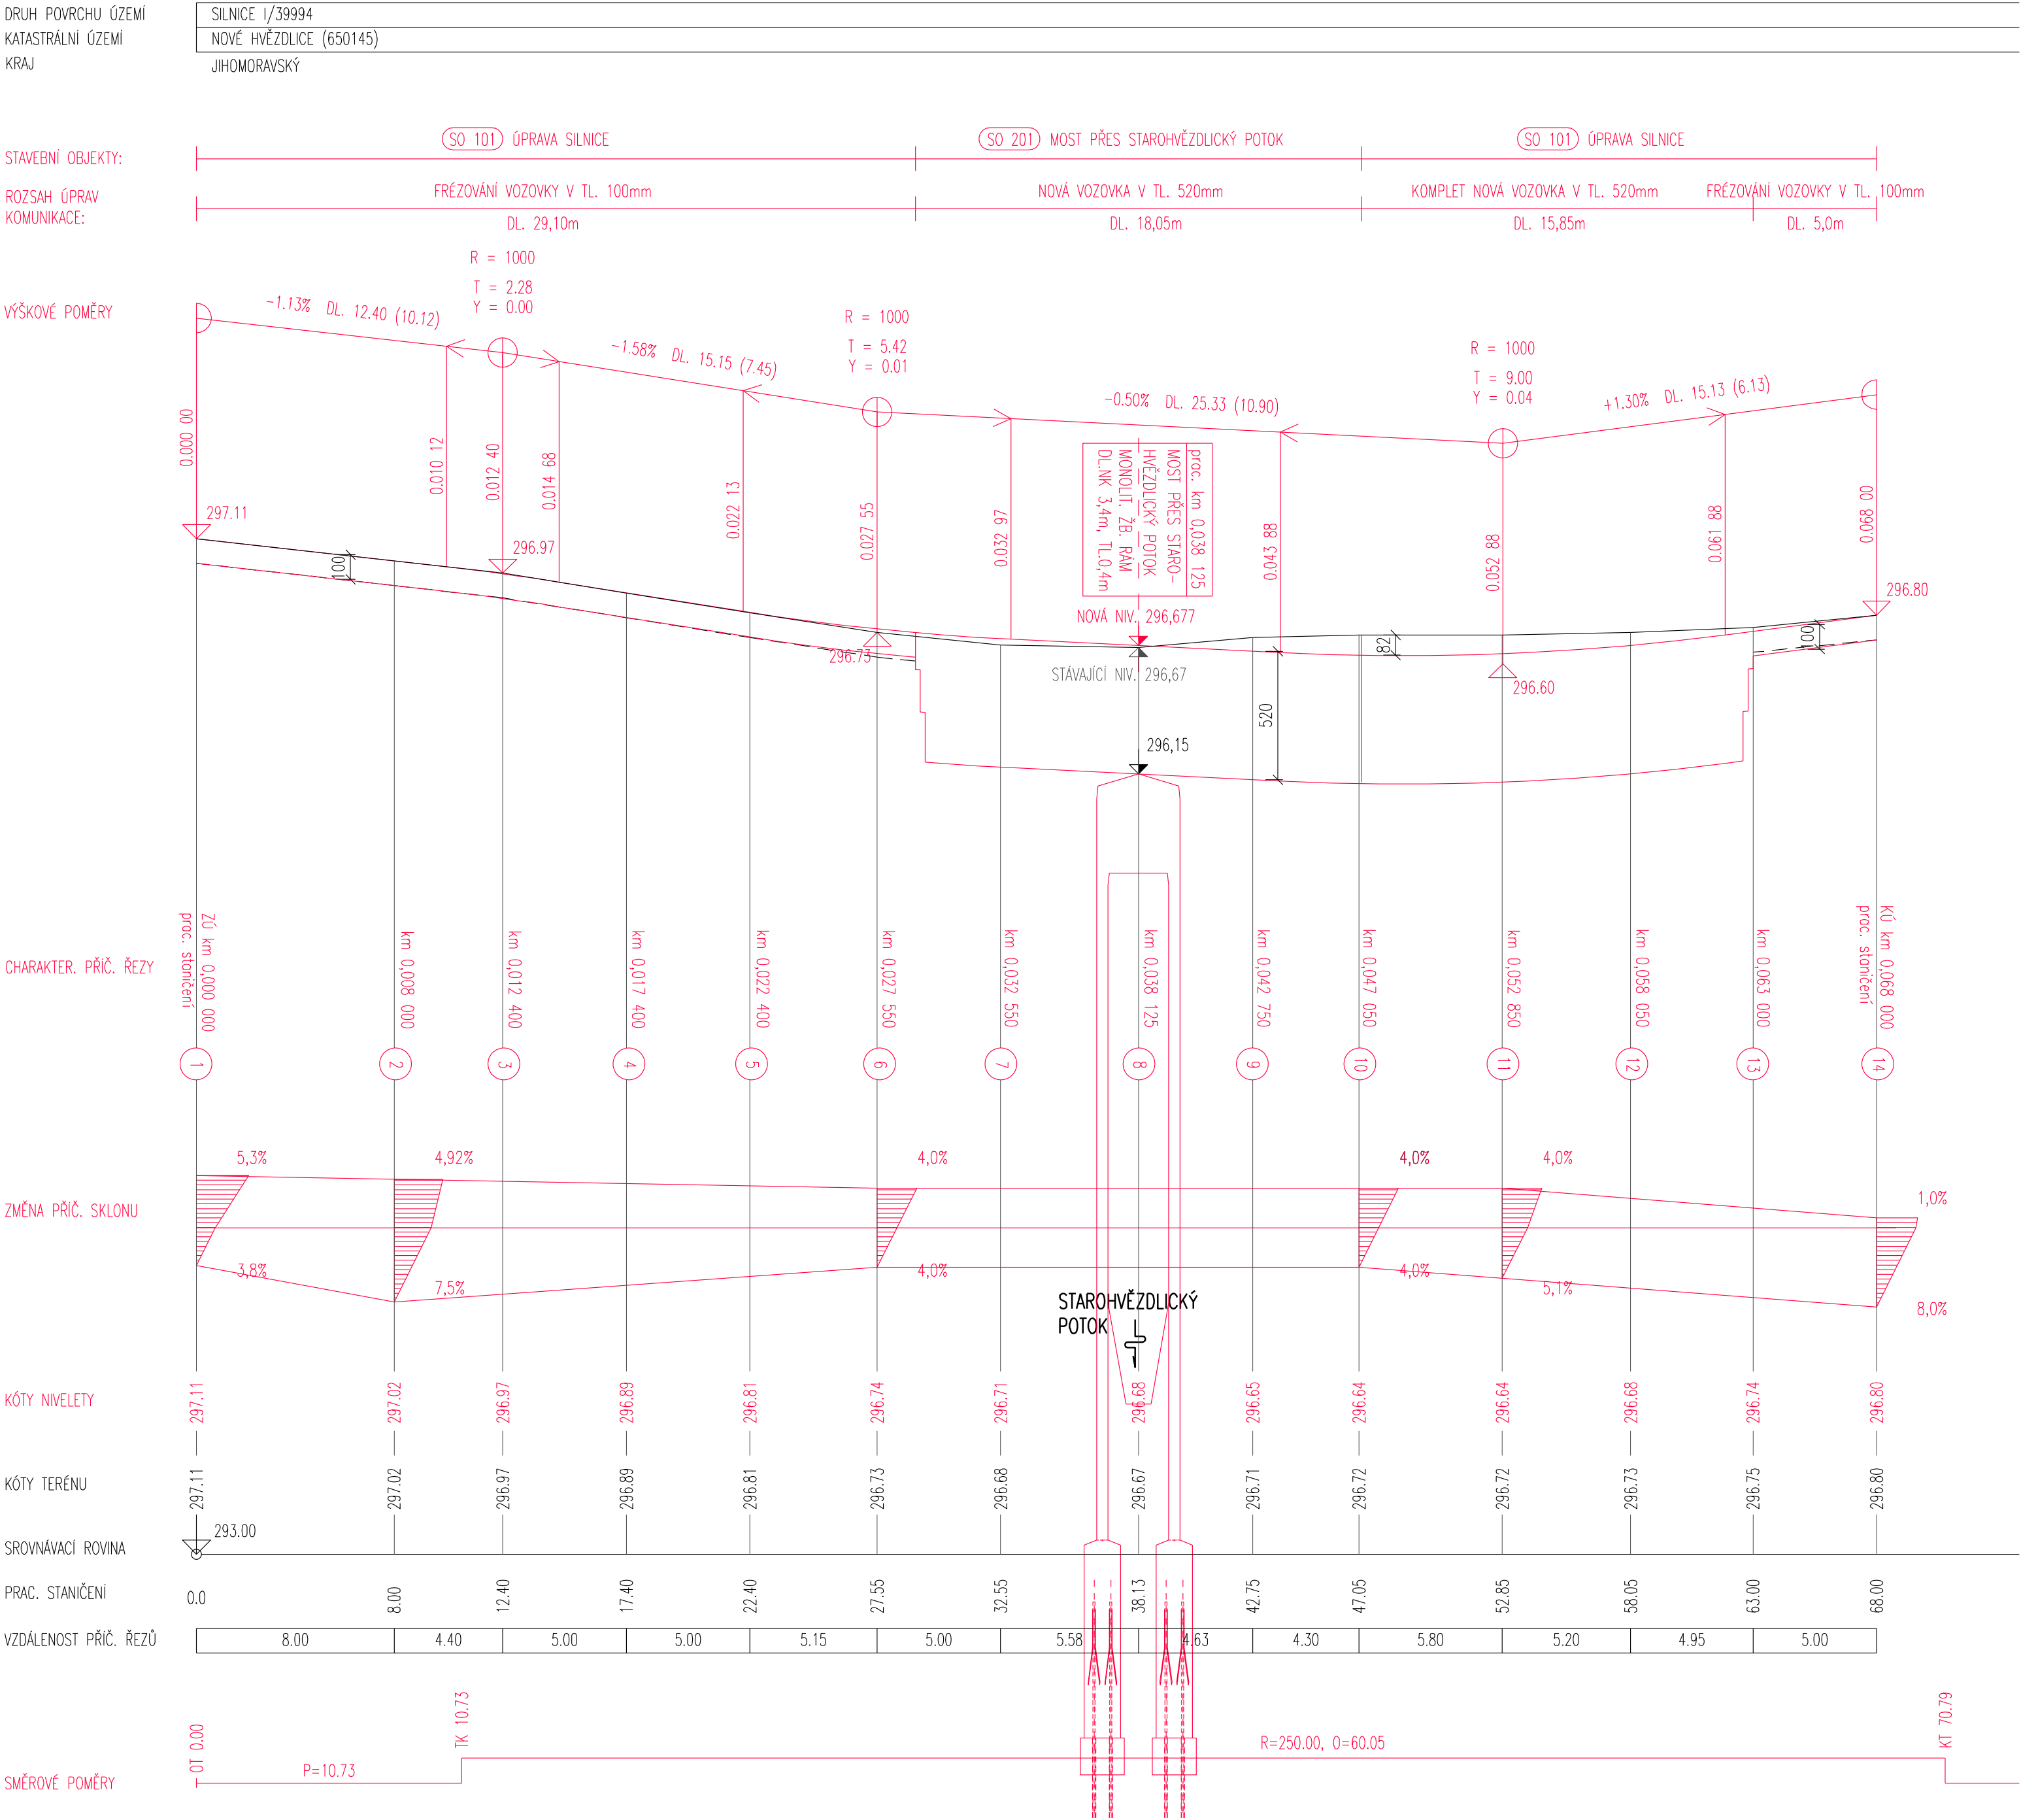 DRUH POVRCHU ÚZEMÍ
SILNICE I/39994
KATASTRÁLNÍ ÚZEMÍ
NOVÉ HVĚZDLICE (650145)
KRAJ
JIHOMORAVSKÝ
STAVEBNÍ OBJEKTY:
SO 101 ÚPRAVA SILNICE
SO 201 MOST PŘES STAROHVĚZDLICKÝ POTOK
SO 101 ÚPRAVA SILNICE
ROZSAH ÚPRAV
KOMUNIKACE:
FRÉZOVÁNÍ VOZOVKY V TL. 100mm
DL. 29,10m
NOVÁ VOZOVKA V TL. 520mm
DL. 18,05m
KOMPLET NOVÁ VOZOVKA V TL. 520mm
DL. 15,85m
FRÉZOVÁNÍ VOZOVKY V TL. 100mm
DL. 5,0m
VÝŠKOVÉ POMĚRY
-1.13% DL. 12.40 (10.12)
R = 1000
T = 2.28
Y = 0.00
-1.58% DL. 15.15 (7.45)
R = 1000
T = 5.42
Y = 0.01
-0.50% DL. 25.33 (10.90)
R = 1000
T = 9.00
Y = 0.04
+1.30% DL. 15.13 (6.13)
0.000 00
0.010 12
0.012 40
0.014 68
0.022 13
0.027 55
0.032 97
0.043 88
0.052 88
0.061 88
0.068 00
prac. km 0,038 125
MOST PŘES STARO-
HVĚZDLICKÝ POTOK
MONOLIT. ŽB. RÁM
DL.NK 3,4m, TL.0,4m
297.11
296.97
296.73
296.60
296.80
100
82
100
520
NOVÁ NIV. 296,677
STÁVAJÍCÍ NIV. 296,67
296,15
CHARAKTER. PŘÍČ. ŘEZY
ZÚ km 0,000 000
prac. staničení
km 0,008 000
km 0,012 400
km 0,017 400
km 0,022 400
km 0,027 550
km 0,032 550
km 0,038 125
km 0,042 750
km 0,047 050
km 0,052 850
km 0,058 050
km 0,063 000
KÚ km 0,068 000
prac. staničení
1 2 3 4 5 6 7 8 9 10 11 12 13 14
ZMĚNA PŘÍČ. SKLONU
5,3% 4,92% 4,0% 4,0% 4,0% 1,0%
3,8% 7,5% 4,0% 4,0% 5,1% 8,0%
STAROHVĚZDLICKÝ
POTOK
KÓTY NIVELETY
297.11 297.02 296.97 296.89 296.81 296.74 296.71 296.68 296.65 296.64 296.64 296.68 296.74 296.80
KÓTY TERÉNU
297.11 297.02 296.97 296.89 296.81 296.73 296.68 296.67 296.71 296.72 296.72 296.73 296.75 296.80
SROVNÁVACÍ ROVINA
293.00
PRAC. STANIČENÍ
0.0 8.00 12.40 17.40 22.40 27.55 32.55 38.13 42.75 47.05 52.85 58.05 63.00 68.00
VZDÁLENOST PŘÍČ. ŘEZŮ
8.00 4.40 5.00 5.00 5.15 5.00 5.58 4.63 4.30 5.80 5.20 4.95 5.00
SMĚROVÉ POMĚRY
OT 0.00
P=10.73
TK 10.73
R=250.00, O=60.05
KT 70.79